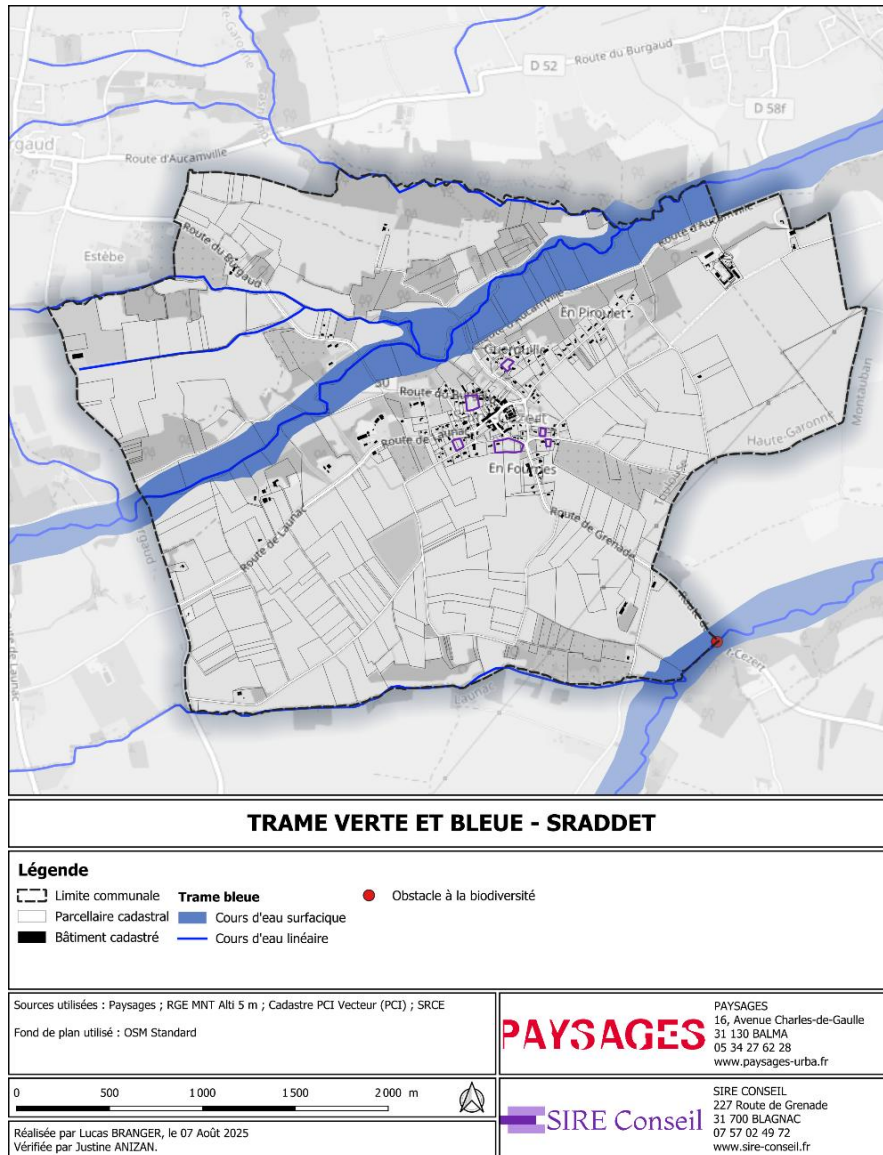 D 52
Route du Burgaud
D 58f
Route d'Aucamville
Estèbe
Route du Burgaud
Route d'Aucamville
En Piroulet
Route de Launac
En Fournes
Route de Launac
Route de Grenade
Haute-Garonne
Montauban
Launac
TRAME VERTE ET BLEUE - SRADDET
Légende
Limite communale
Parcellaire cadastral
Bâtiment cadastré
Trame bleue
Cours d'eau surfacique
Cours d'eau linéaire
Obstacle à la biodiversité
Sources utilisées : Paysages ; RGE MNT Alti 5 m ; Cadastre PCI Vecteur (PCI) ; SRCE
Fond de plan utilisé : OSM Standard
0 500 1 000 1 500 2 000 m
Réalisée par Lucas BRANGER, le 07 Août 2025
Vérifiée par Justine ANIZAN.
PAYSAGES
PAYSAGES
16, Avenue Charles-de-Gaulle
31 130 BALMA
05 34 27 62 28
www.paysages-urba.fr
SIRE Conseil
SIRE CONSEIL
227 Route de Grenade
31 700 BLAGNAC
07 57 02 49 72
www.sire-conseil.fr